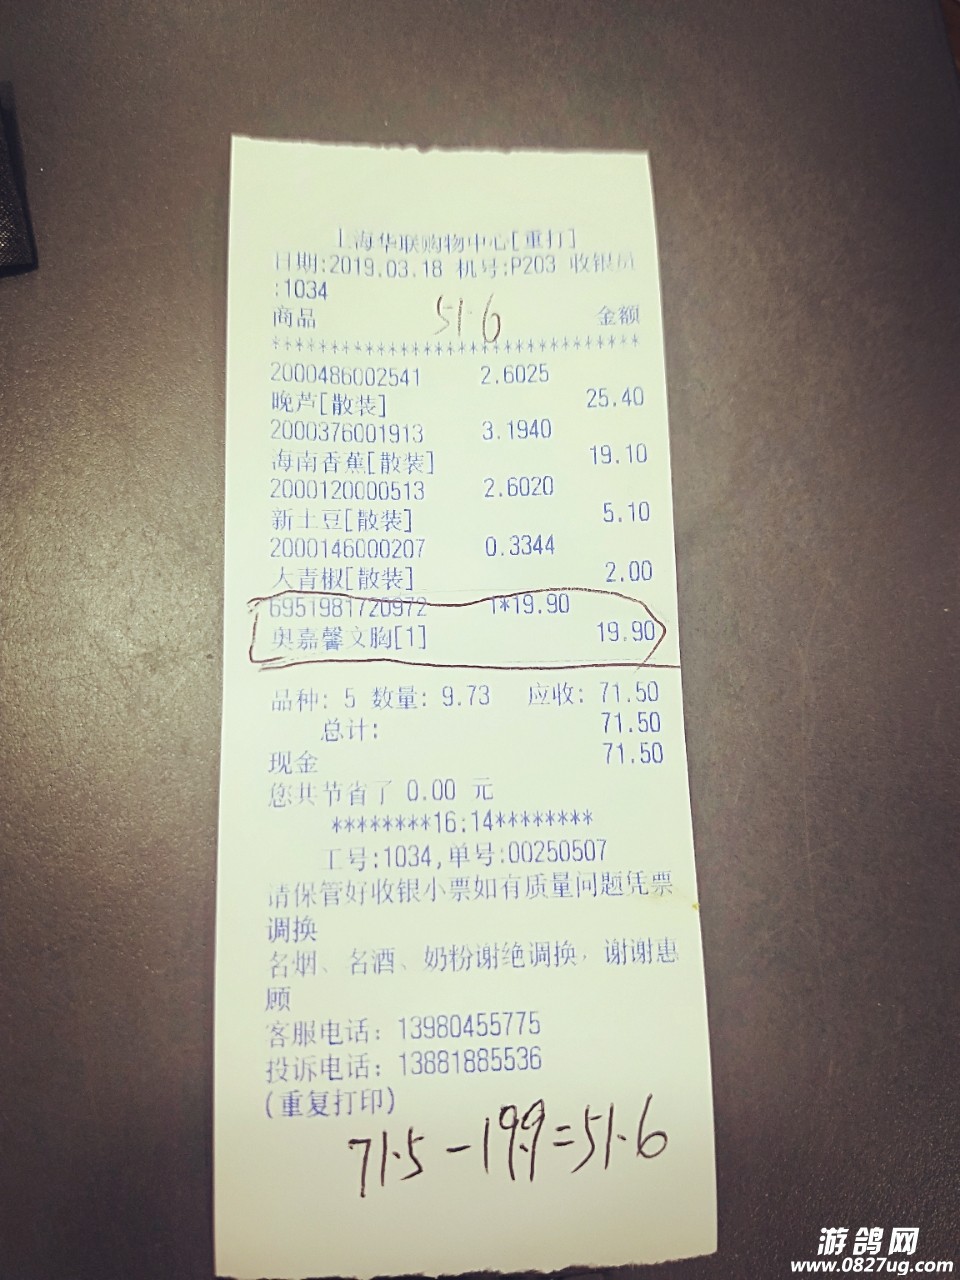 上海华联购物中心[重打]
日期:2019.03.18 机号:P203 收银员
:1034
51.6
商品 金额
********************************
2000486002541 2.6025
晚芦[散装] 25.40
2000376001913 3.1940
海南香蕉[散装] 19.10
2000120000513 2.6020
新土豆[散装] 5.10
2000146000207 0.3344
大青椒[散装] 2.00
6951981720972 1*19.90
奥嘉馨文胸[1] 19.90
品种: 5 数量: 9.73 应收: 71.50
总计: 71.50
现金 71.50
您共节省了 0.00 元
********16:14********
工号:1034,单号:00250507
请保管好收银小票如有质量问题凭票
调换
名烟、名酒、奶粉谢绝调换，谢谢惠
顾
客服电话: 13980455775
投诉电话: 13881885536
(重复打印)
71.5-19.9=51.6
游鸽网
www.0827ug.com